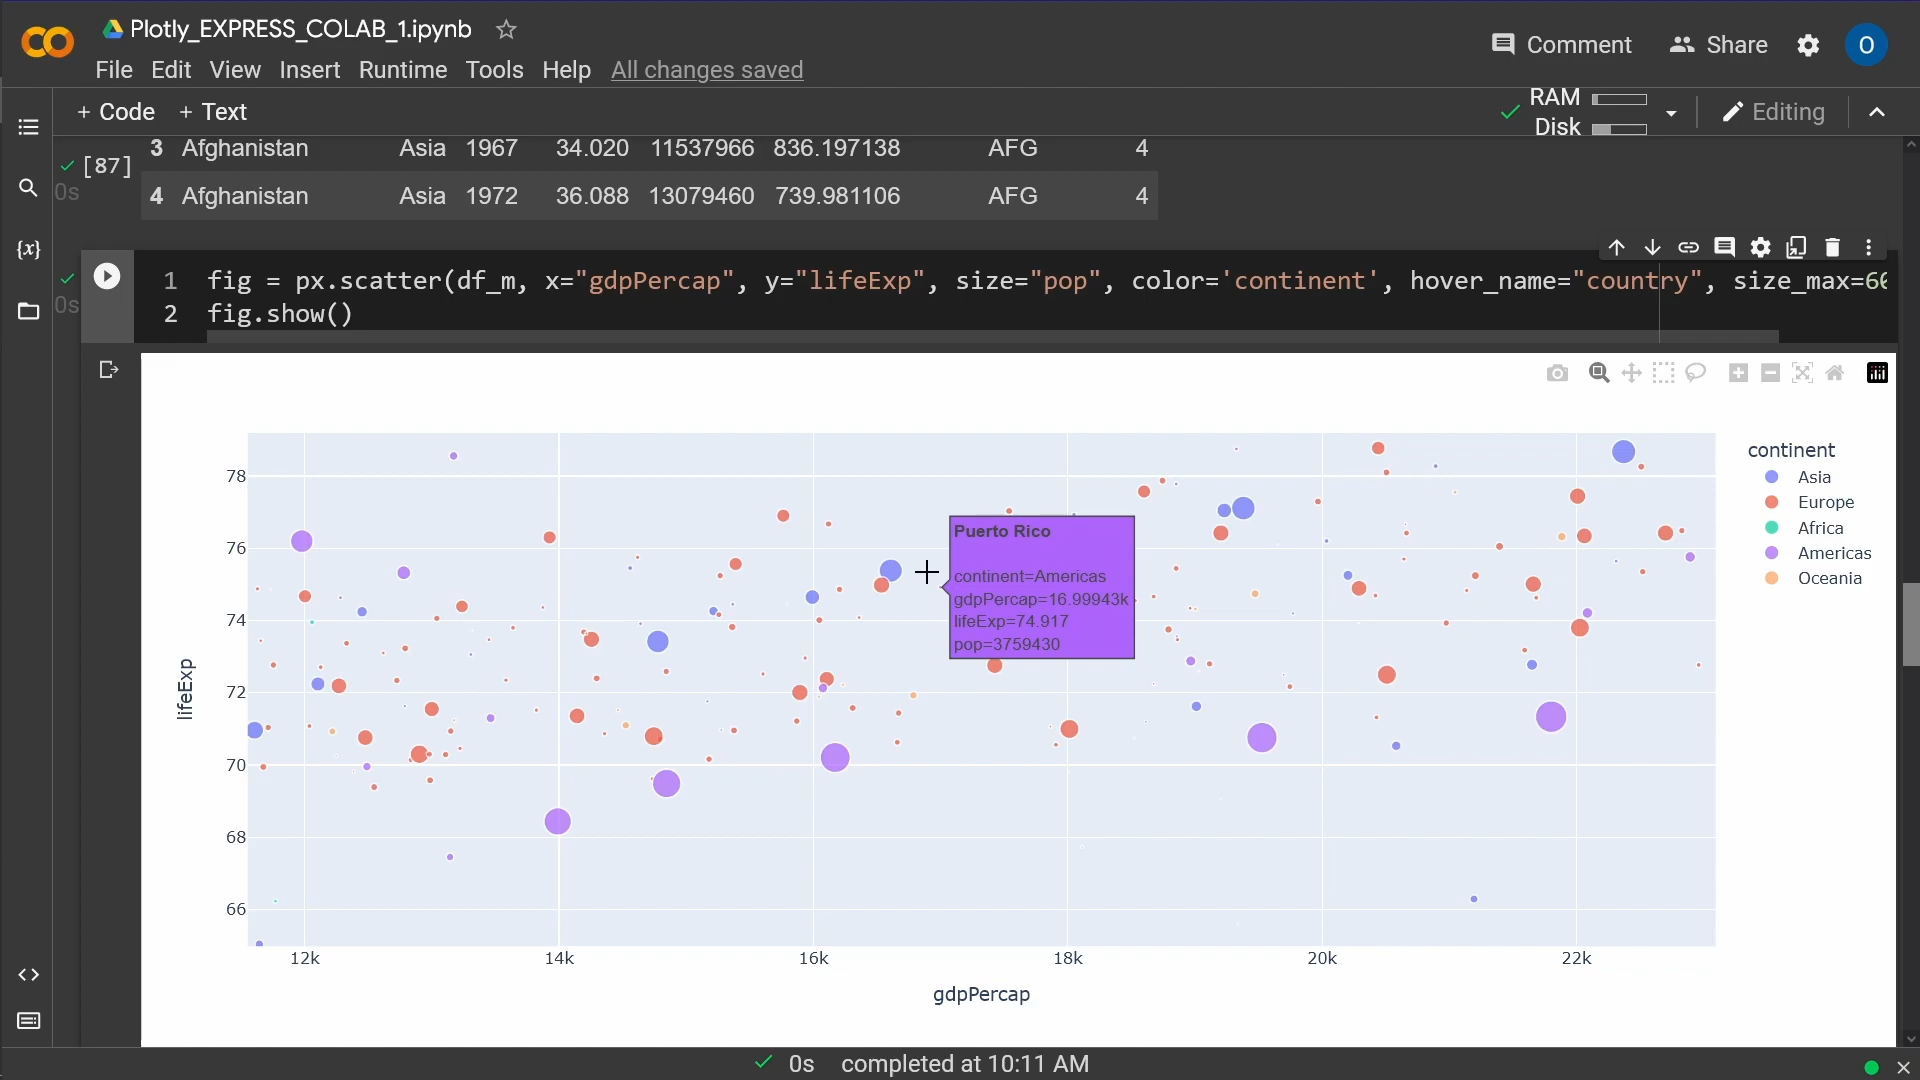 Plotly_EXPRESS_COLAB_1.ipynb
Comment
Share
O
File Edit View Insert Runtime Tools Help All changes saved
+ Code + Text
RAM
Disk
Editing
[87]
0s
3 Afghanistan Asia 1967 34.020 11537966 836.197138 AFG 4
4 Afghanistan Asia 1972 36.088 13079460 739.981106 AFG 4
{x}
0s
1 fig = px.scatter(df_m, x="gdpPercap", y="lifeExp", size="pop", color='continent', hover_name="country", size_max=60
2 fig.show()
continent
Asia
Europe
Africa
Americas
Oceania
78
76
74
72
70
68
66
lifeExp
Puerto Rico
continent=Americas
gdpPercap=16.99943k
lifeExp=74.917
pop=3759430
12k 14k 16k 18k 20k 22k
gdpPercap
0s completed at 10:11 AM